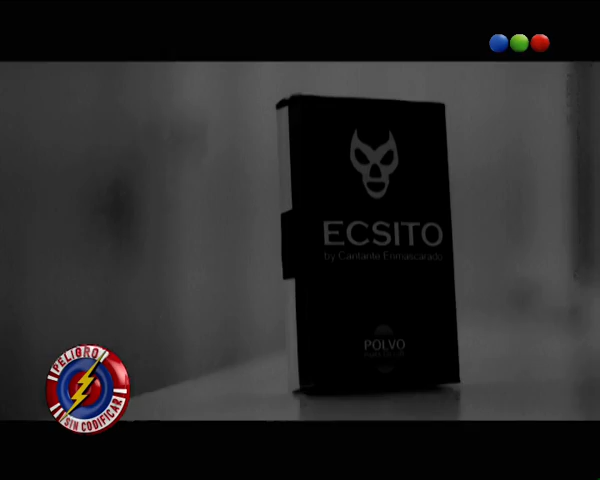 ECSITO
by Cantante Enmascarado
POLVO
PELIGRO
SIN CODIFICAR